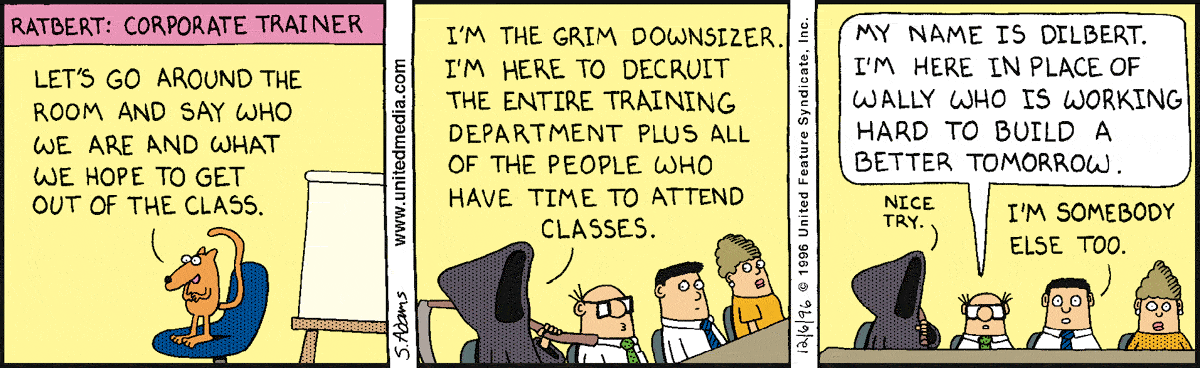 RATBERT: CORPORATE TRAINER
LET'S GO AROUND THE
ROOM AND SAY WHO
WE ARE AND WHAT
WE HOPE TO GET
OUT OF THE CLASS.
S. Adams
www.unitedmedia.com
I'M THE GRIM DOWNSIZER.
I'M HERE TO DECRUIT
THE ENTIRE TRAINING
DEPARTMENT PLUS ALL
OF THE PEOPLE WHO
HAVE TIME TO ATTEND
CLASSES.
12/6/96 © 1996 United Feature Syndicate, Inc.
MY NAME IS DILBERT.
I'M HERE IN PLACE OF
WALLY WHO IS WORKING
HARD TO BUILD A
BETTER TOMORROW.
NICE
TRY.
I'M SOMEBODY
ELSE TOO.